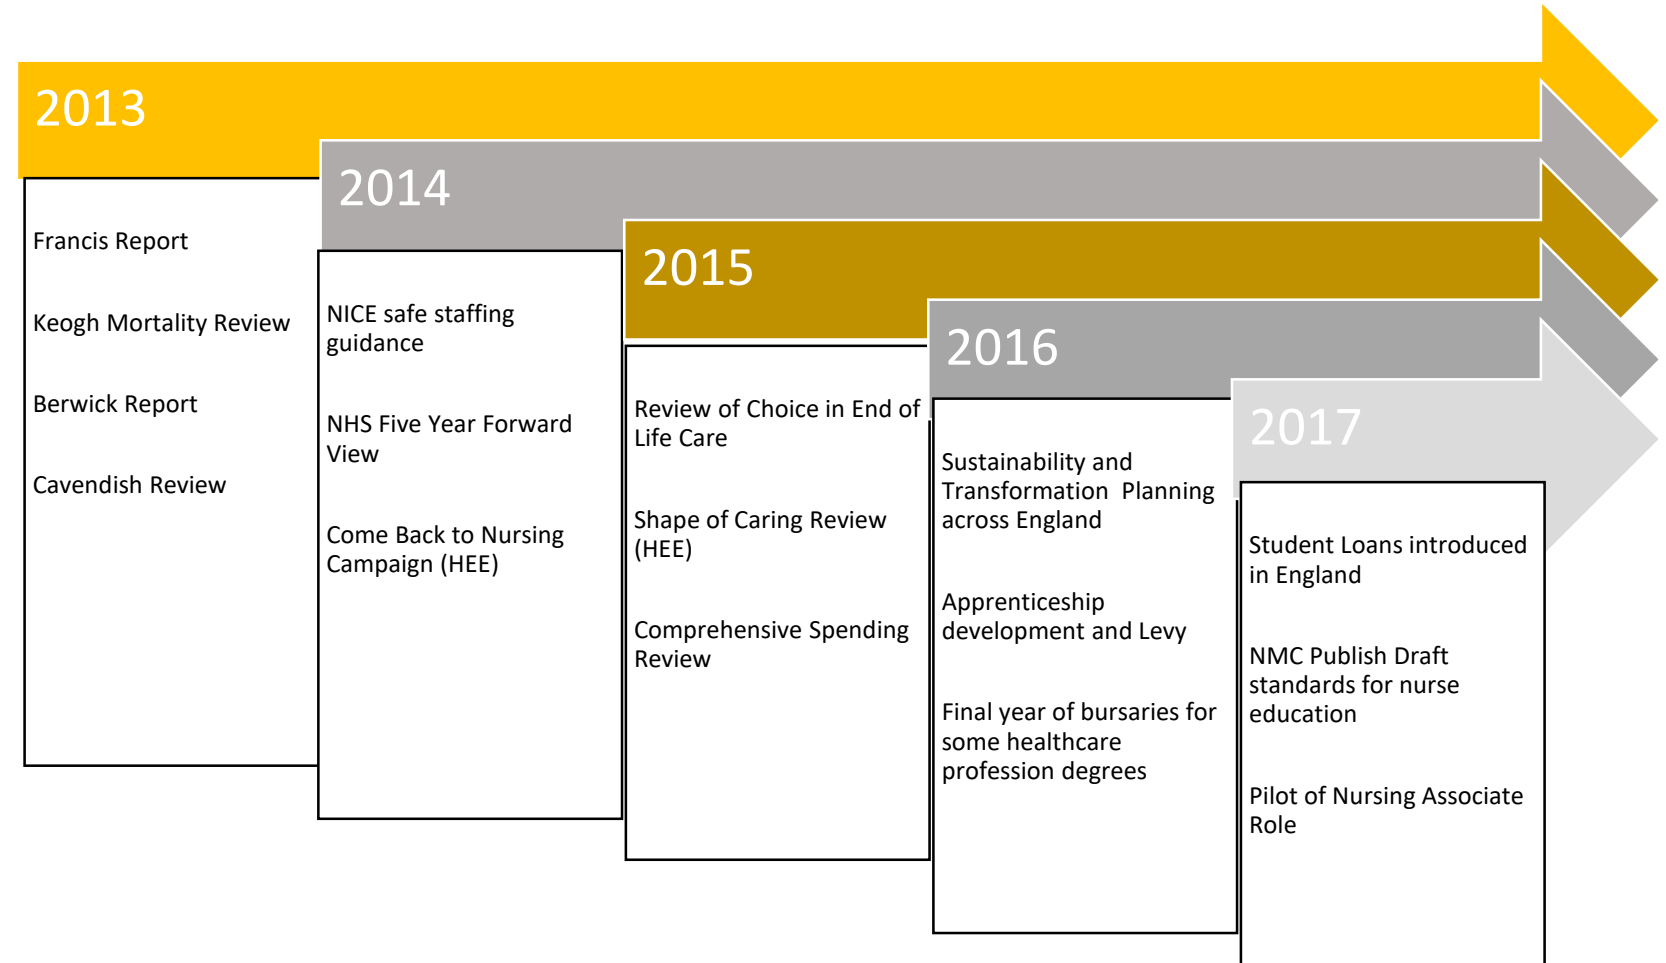 2013
Francis Report
Keogh Mortality Review
Berwick Report
Cavendish Review
2014
NICE safe staffing
guidance
NHS Five Year Forward
View
Come Back to Nursing
Campaign (HEE)
2015
Review of Choice in End of
Life Care
Shape of Caring Review
(HEE)
Comprehensive Spending
Review
2016
Sustainability and
Transformation  Planning
across England
Apprenticeship
development and Levy
Final year of bursaries for
some healthcare
profession degrees
2017
Student Loans introduced
in England
NMC Publish Draft
standards for nurse
education
Pilot of Nursing Associate
Role